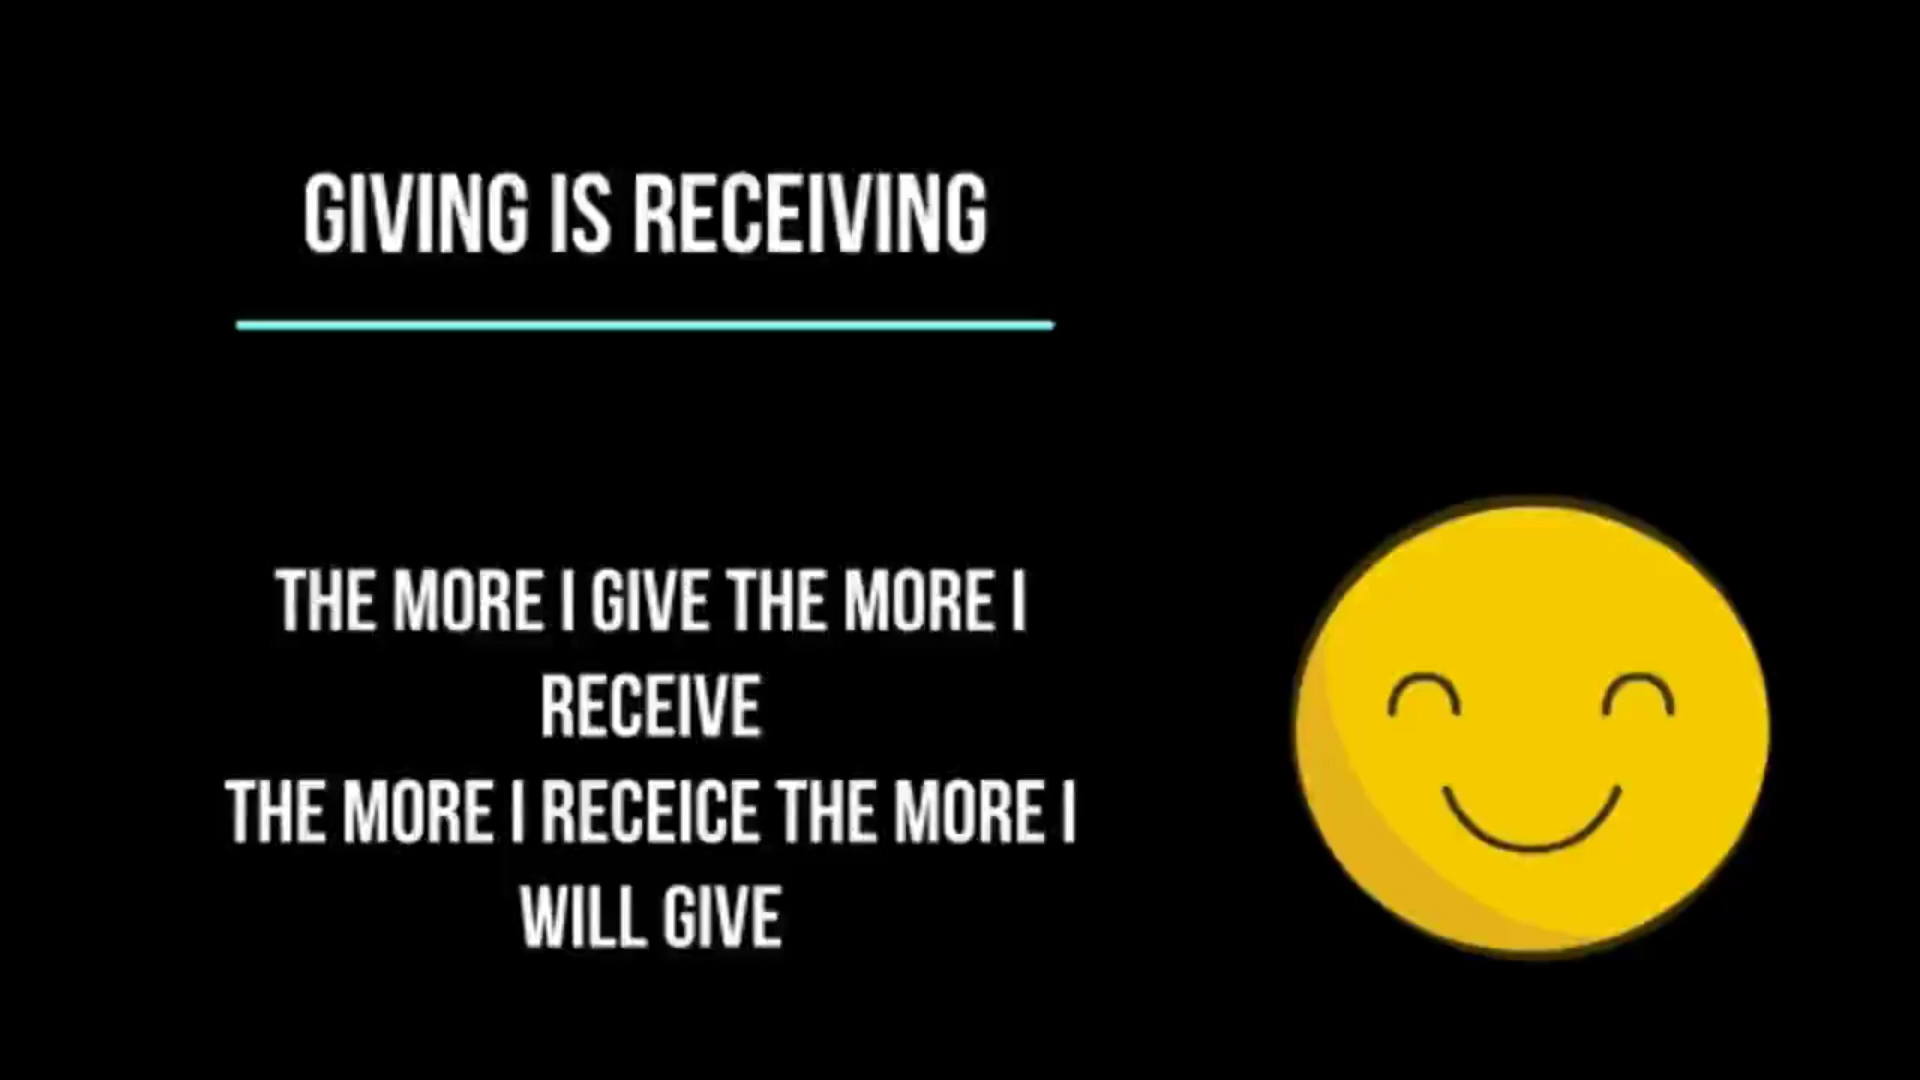 GIVING IS RECEIVING
THE MORE I GIVE THE MORE I
RECEIVE
THE MORE I RECEICE THE MORE I
WILL GIVE